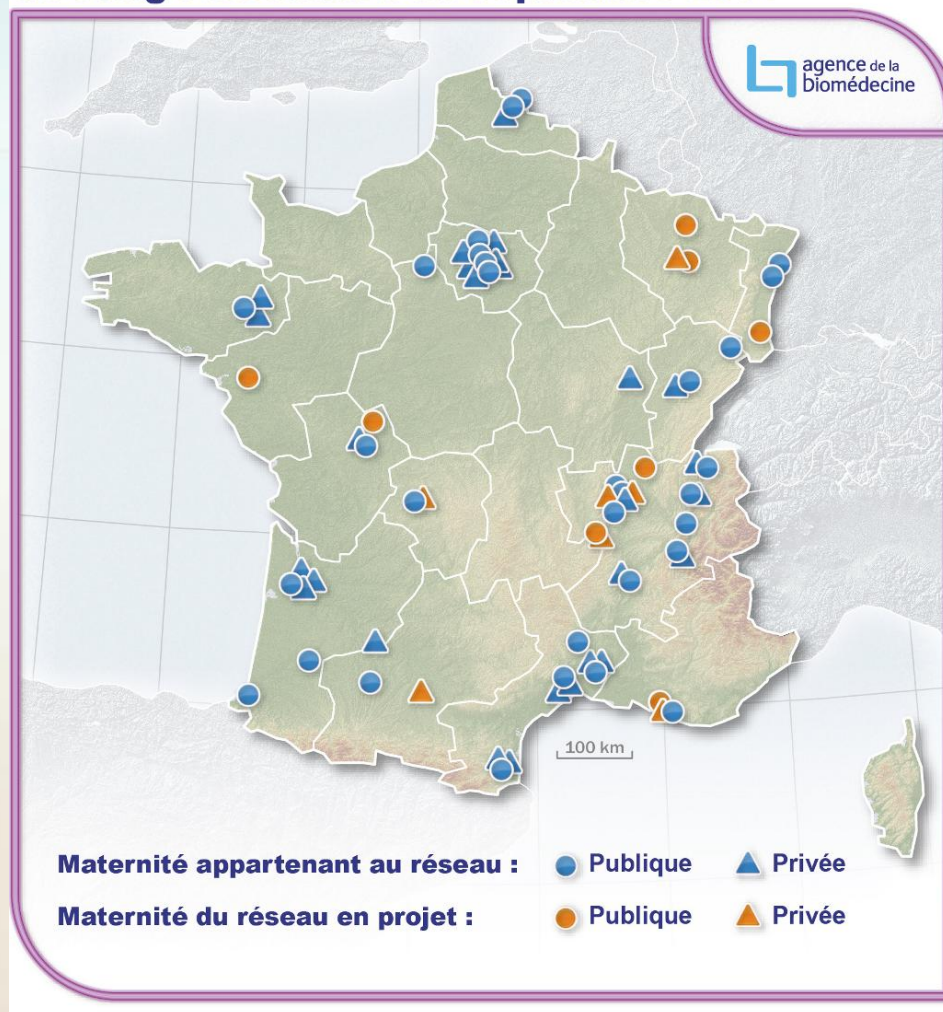 agence de la
biomédecine
100 km
Maternité appartenant au réseau : Publique Privée
Maternité du réseau en projet : Publique Privée